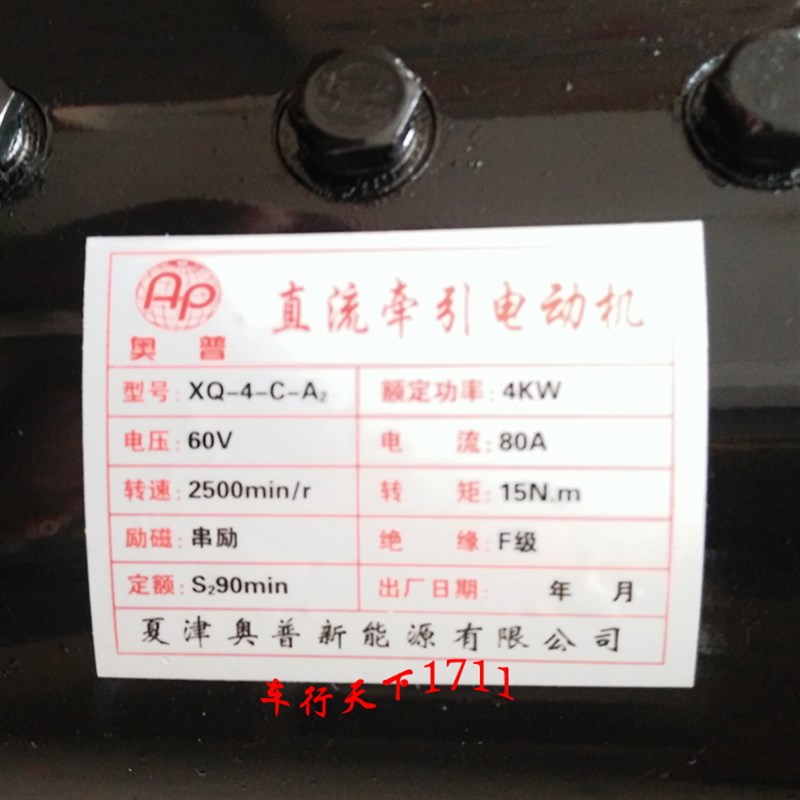 AP
奥普
直流牵引电动机
型号: XQ-4-C-A₂ 额定功率: 4KW
电压: 60V 电 流: 80A
转速: 2500min/r 转 矩: 15N.m
励磁: 串励 绝 缘: F级
定额: S₂90min 出厂日期: 年 月
夏津奥普新能源有限公司
车行天下1711